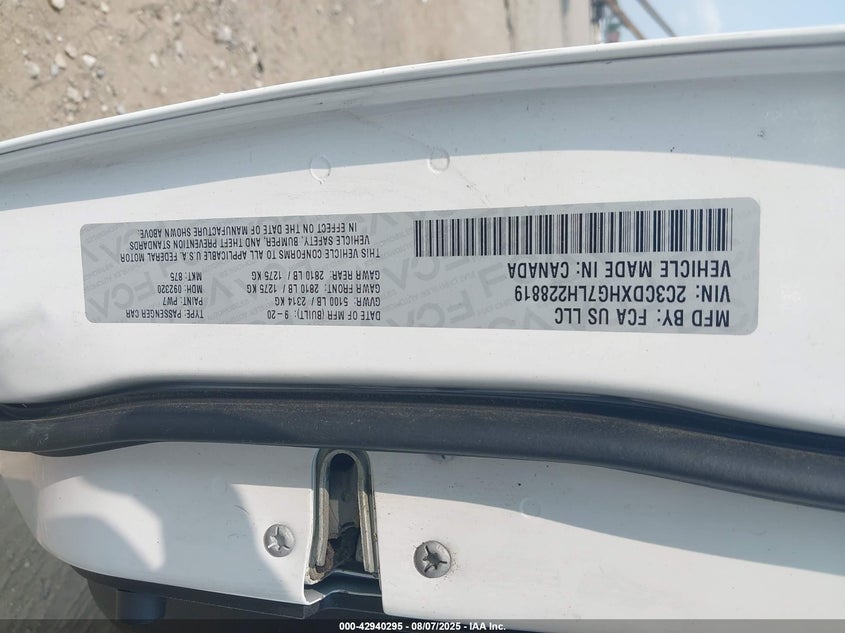 MFD BY: FCA US LLC
VIN: 2C3CDXHG7LH228819
VEHICLE MADE IN: CANADA
DATE OF MFR (BUILT): 9-20
GVWR: 5100 LB / 2314 KG
GAWR FRONT: 2810 LB / 1275 KG
GAWR REAR: 2810 LB / 1275 KG
TYPE: PASSENGER CAR
PAINT: PW7
MDH: 092320
MKT: 875
THIS VEHICLE CONFORMS TO ALL APPLICABLE U.S.A. FEDERAL MOTOR
VEHICLE SAFETY, BUMPER, AND THEFT PREVENTION STANDARDS
IN EFFECT ON THE DATE OF MANUFACTURE SHOWN ABOVE.
000-42940295 - 08/07/2025 - IAA Inc.